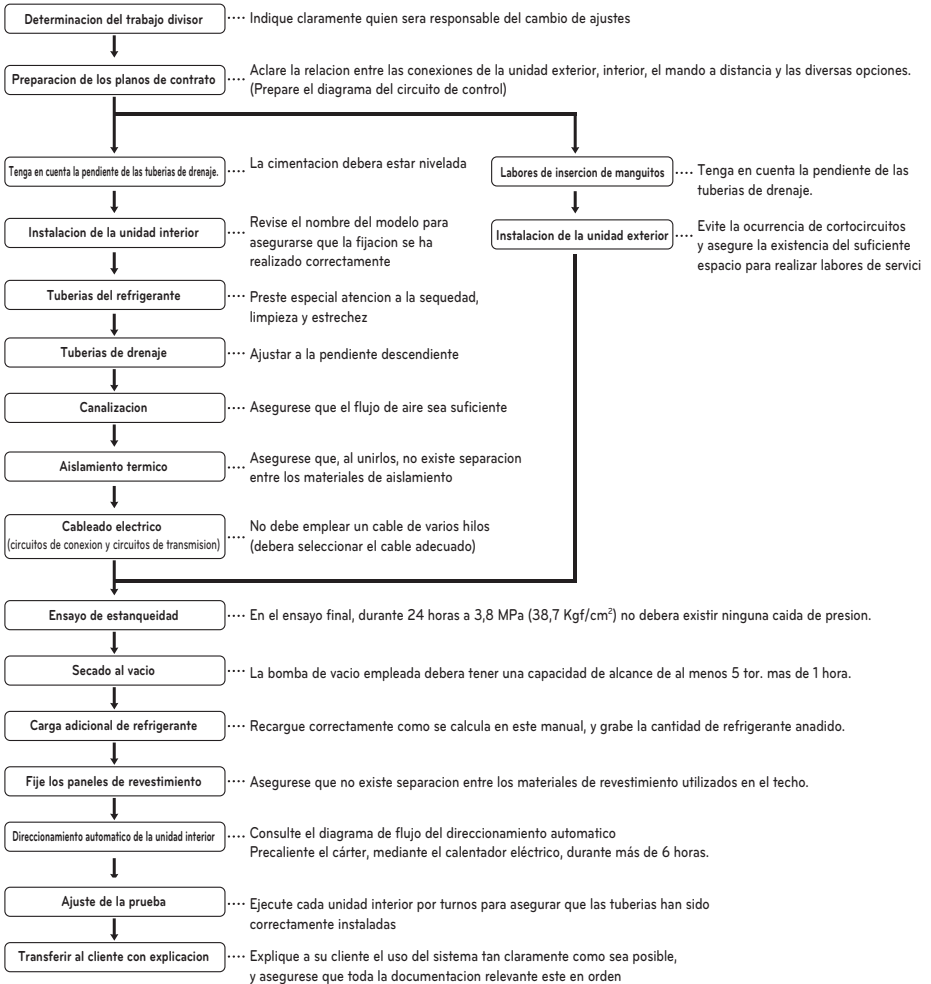 Determinacion del trabajo divisor
Indique claramente quien sera responsable del cambio de ajustes
Preparacion de los planos de contrato
Aclare la relacion entre las conexiones de la unidad exterior, interior, el mando a distancia y las diversas opciones.
(Prepare el diagrama del circuito de control)
Tenga en cuenta la pendiente de las tuberias de drenaje.
La cimentacion debera estar nivelada
Labores de insercion de manguitos
Tenga en cuenta la pendiente de las
tuberias de drenaje.
Instalacion de la unidad interior
Revise el nombre del modelo para
asegurarse que la fijacion se ha
realizado correctamente
Instalacion de la unidad exterior
Evite la ocurrencia de cortocircuitos
y asegure la existencia del suficiente
espacio para realizar labores de servici
Tuberias del refrigerante
Preste especial atencion a la sequedad,
limpieza y estrechez
Tuberias de drenaje
Ajustar a la pendiente descendiente
Canalizacion
Asegurese que el flujo de aire sea suficiente
Aislamiento termico
Asegurese que, al unirlos, no existe separacion
entre los materiales de aislamiento
Cableado electrico
(circuitos de conexion y circuitos de transmision)
No debe emplear un cable de varios hilos
(debera seleccionar el cable adecuado)
Ensayo de estanqueidad
En el ensayo final, durante 24 horas a 3,8 MPa (38,7 Kgf/cm²) no debera existir ninguna caida de presion.
Secado al vacio
La bomba de vacio empleada debera tener una capacidad de alcance de al menos 5 tor. mas de 1 hora.
Carga adicional de refrigerante
Recargue correctamente como se calcula en este manual, y grabe la cantidad de refrigerante anadido.
Fije los paneles de revestimiento
Asegurese que no existe separacion entre los materiales de revestimiento utilizados en el techo.
Direccionamiento automatico de la unidad interior
Consulte el diagrama de flujo del direccionamiento automatico
Precaliente el cárter, mediante el calentador eléctrico, durante más de 6 horas.
Ajuste de la prueba
Ejecute cada unidad interior por turnos para asegurar que las tuberias han sido
correctamente instaladas
Transferir al cliente con explicacion
Explique a su cliente el uso del sistema tan claramente como sea posible,
y asegurese que toda la documentacion relevante este en orden